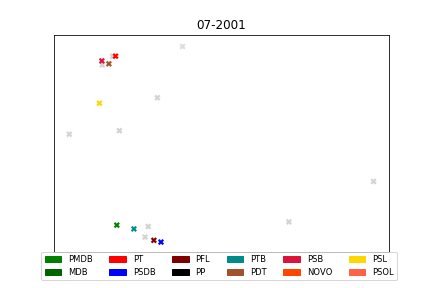 07-2001
PMDB PT PFL PTB PSB PSL
MDB PSDB PP PDT NOVO PSOL